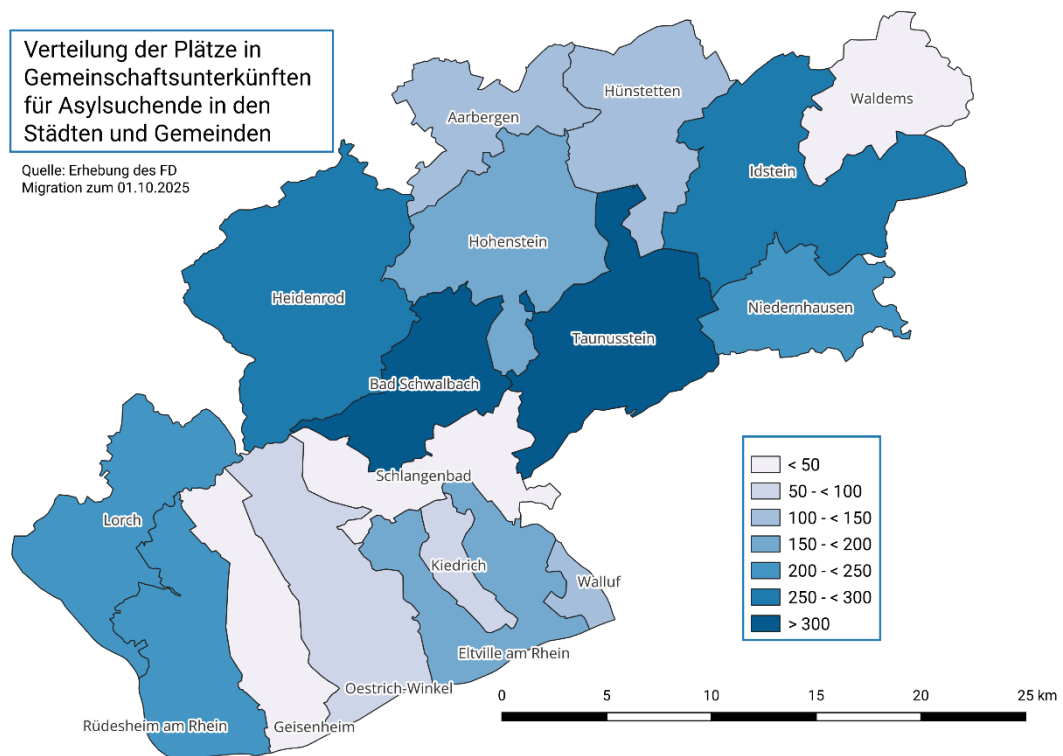 Verteilung der Plätze in
Gemeinschaftsunterkünften
für Asylsuchende in den
Städten und Gemeinden
Quelle: Erhebung des FD
Migration zum 01.10.2025
Hünstetten
Waldems
Aarbergen
Idstein
Hohenstein
Heidenrod
Niedernhausen
Taunusstein
Bad Schwalbach
Schlangenbad
Lorch
Kiedrich
Walluf
Eltville am Rhein
Oestrich-Winkel
Rüdesheim am Rhein
Geisenheim
< 50
50 - < 100
100 - < 150
150 - < 200
200 - < 250
250 - < 300
> 300
0 5 10 15 20 25 km